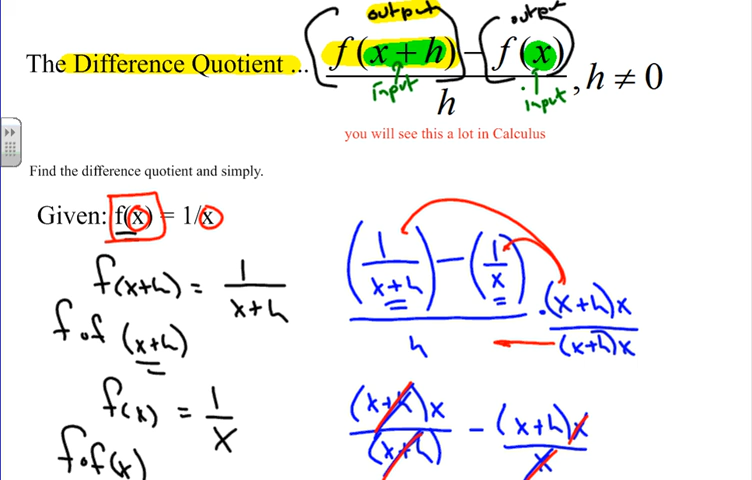 output output
The Difference Quotient ... f(x + h) − f(x)
input input
h , h ≠ 0
you will see this a lot in Calculus
Find the difference quotient and simply.
Given: f(x) = 1/x
f(x+h) = 1/(x+h)
f of (x+h)
f(x) = 1/x
f of (x)
(1/(x+h)) − (1/x) · (x+h)x
h (x+h)x
(x+h)x − (x+h)x
(x+h) x